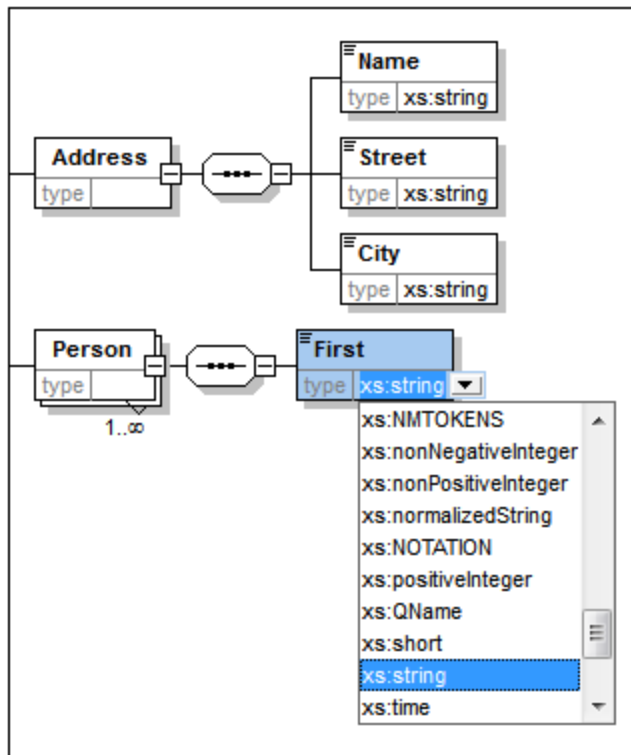 Name
type xs:string
Address
type
Street
type xs:string
City
type xs:string
Person
type
1..∞
First
type xs:string
xs:NMTOKENS
xs:nonNegativeInteger
xs:nonPositiveInteger
xs:normalizedString
xs:NOTATION
xs:positiveInteger
xs:QName
xs:short
xs:string
xs:time